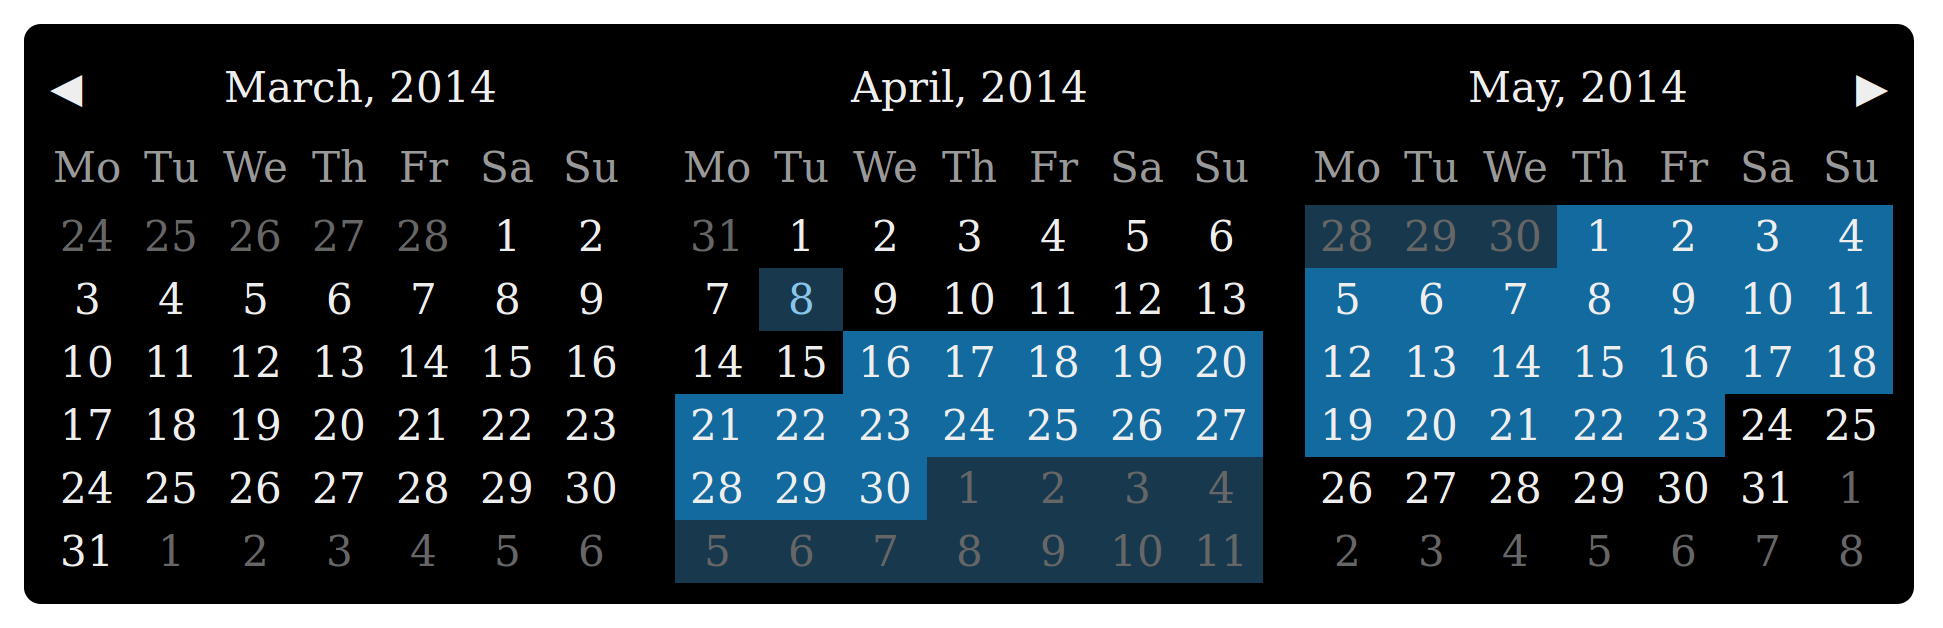 ◀ March, 2014 April, 2014 May, 2014 ▶
Mo Tu We Th Fr Sa Su Mo Tu We Th Fr Sa Su Mo Tu We Th Fr Sa Su
24 25 26 27 28 1 2 31 1 2 3 4 5 6 28 29 30 1 2 3 4
3 4 5 6 7 8 9 7 8 9 10 11 12 13 5 6 7 8 9 10 11
10 11 12 13 14 15 16 14 15 16 17 18 19 20 12 13 14 15 16 17 18
17 18 19 20 21 22 23 21 22 23 24 25 26 27 19 20 21 22 23 24 25
24 25 26 27 28 29 30 28 29 30 1 2 3 4 26 27 28 29 30 31 1
31 1 2 3 4 5 6 5 6 7 8 9 10 11 2 3 4 5 6 7 8